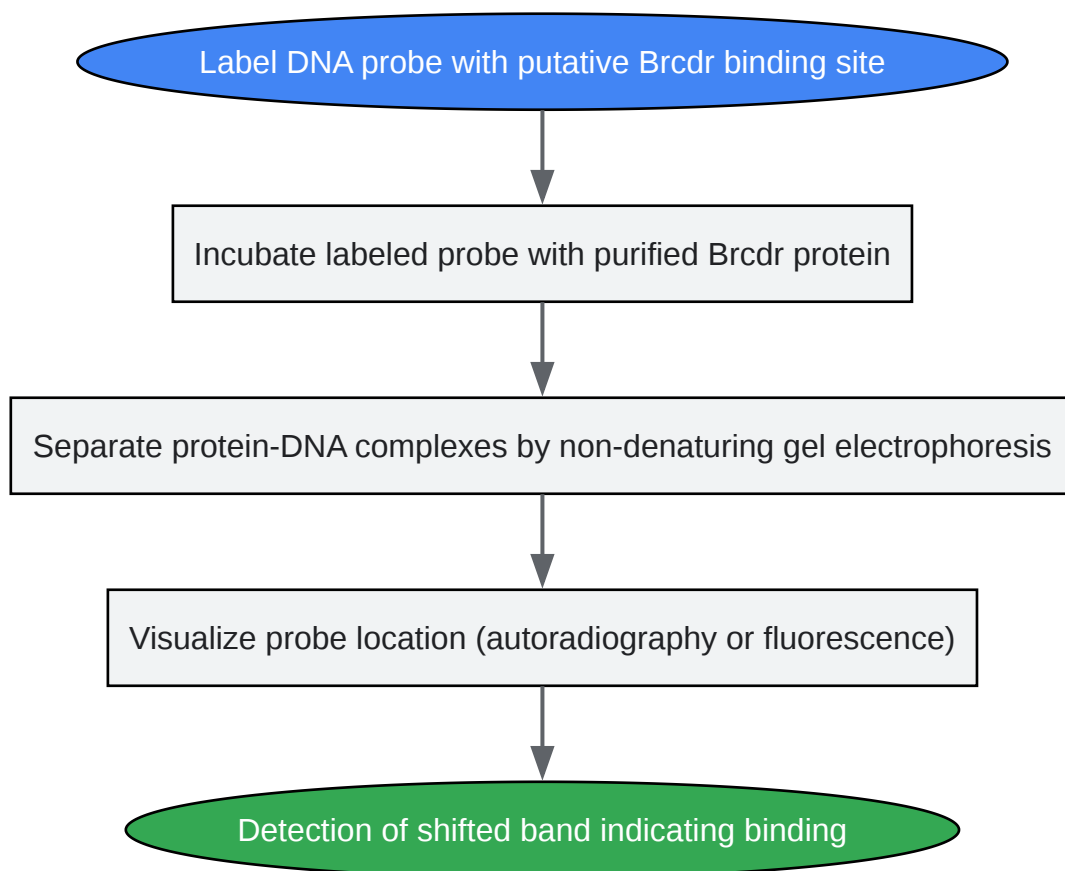 Label DNA probe with putative Brcdr binding site
Incubate labeled probe with purified Brcdr protein
Separate protein-DNA complexes by non-denaturing gel electrophoresis
Visualize probe location (autoradiography or fluorescence)
Detection of shifted band indicating binding